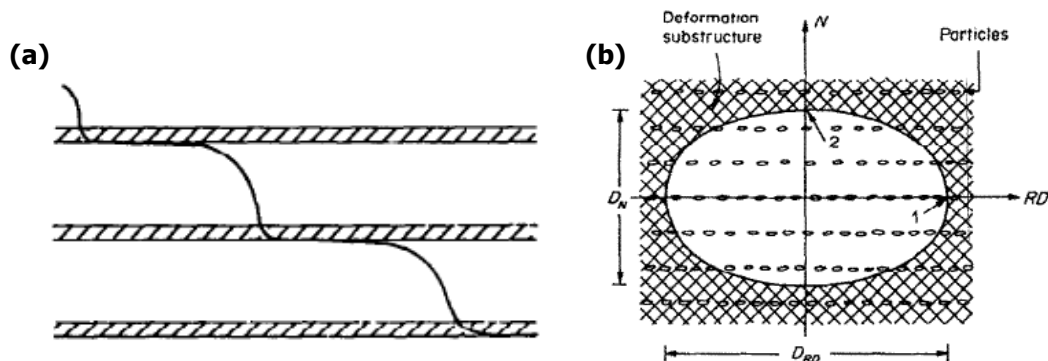 (a)
(b)
Deformation
substructure
N
Particles
2
D_N
1
RD
D_RD